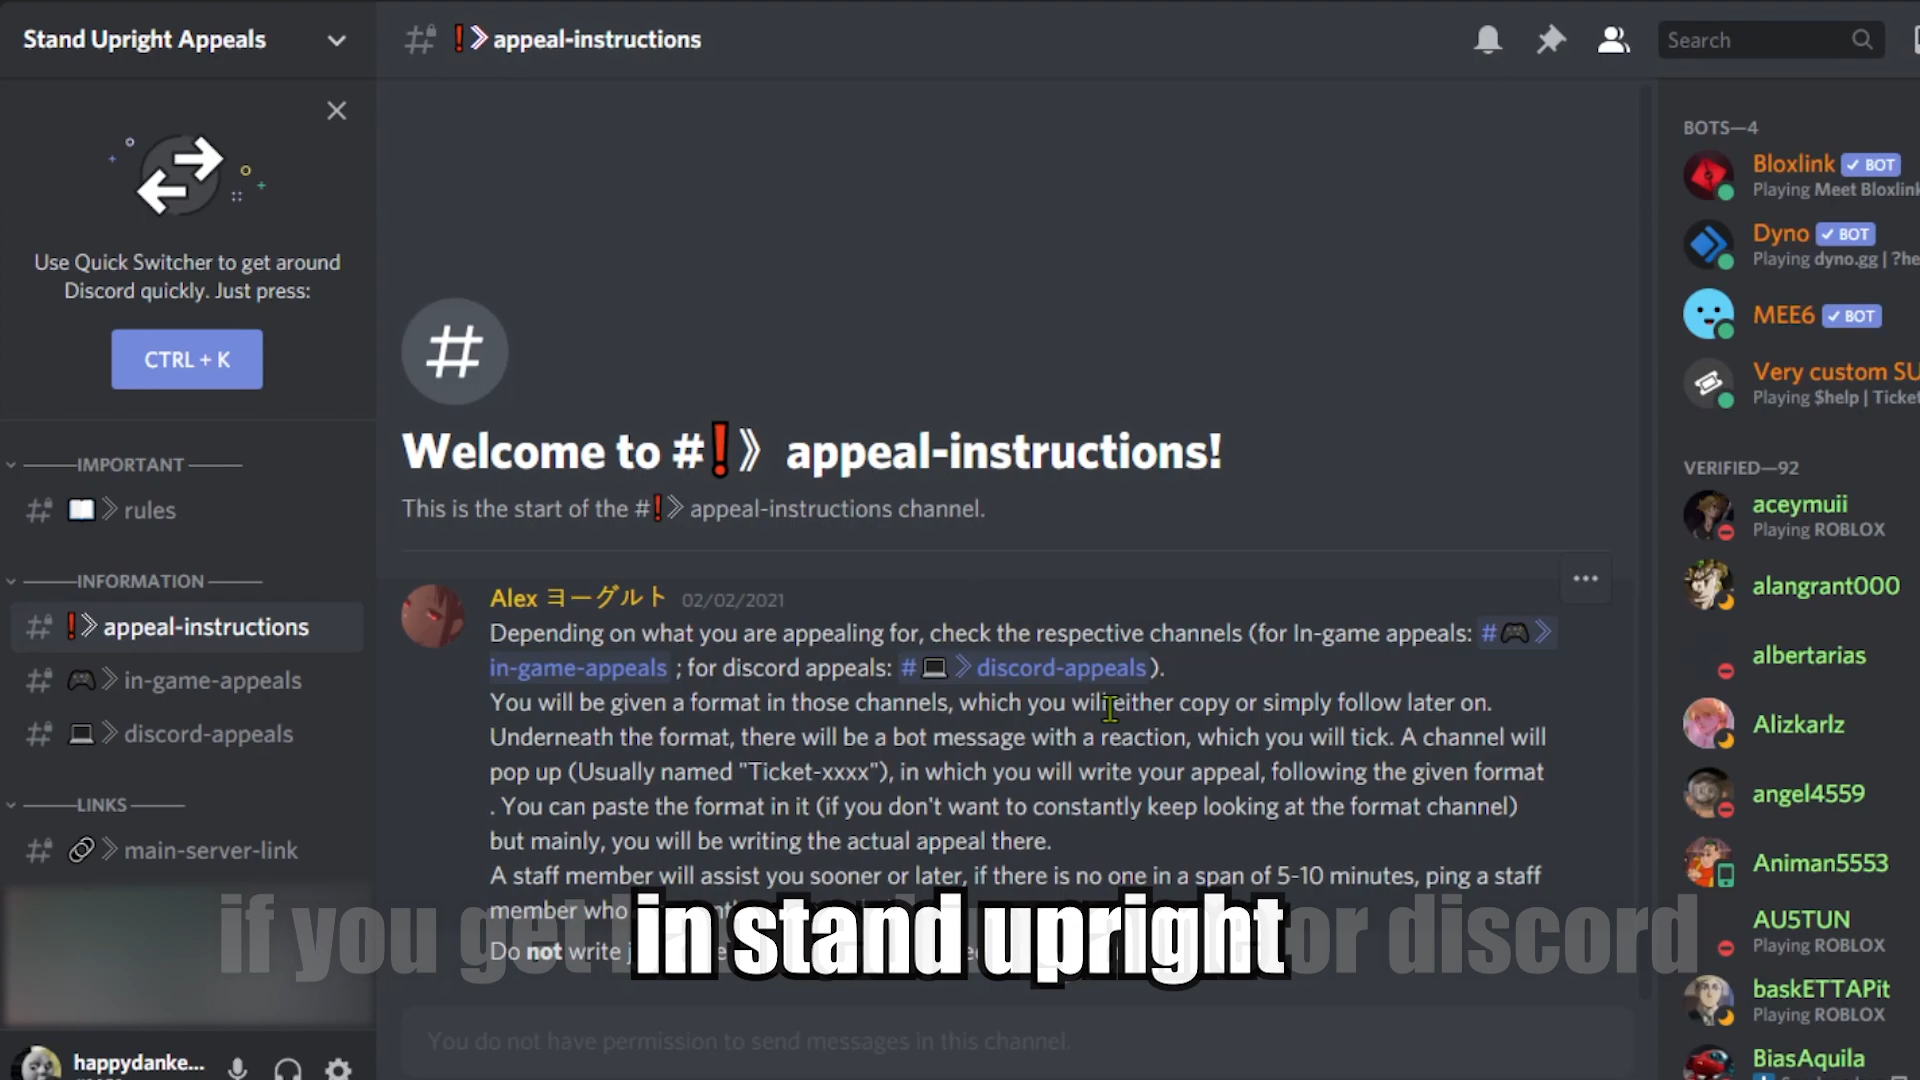 Stand Upright Appeals
Use Quick Switcher to get around
Discord quickly. Just press:
CTRL + K
IMPORTANT
rules
INFORMATION
appeal-instructions
in-game-appeals
discord-appeals
LINKS
main-server-link
happydanke...
# ❗》appeal-instructions
Search
Welcome to #❗》 appeal-instructions!
This is the start of the #❗》 appeal-instructions channel.
Alex ヨーグルト 02/02/2021
Depending on what you are appealing for, check the respective channels (for In-game appeals: #🎮》
in-game-appeals ; for discord appeals: #💻》discord-appeals ).
You will be given a format in those channels, which you will either copy or simply follow later on.
Underneath the format, there will be a bot message with a reaction, which you will tick. A channel will
pop up (Usually named "Ticket-xxxx"), in which you will write your appeal, following the given format
. You can paste the format in it (if you don't want to constantly keep looking at the format channel)
but mainly, you will be writing the actual appeal there.
A staff member will assist you sooner or later, if there is no one in a span of 5-10 minutes, ping a staff
member who
Do not write
if you get or discord
in stand upright
You do not have permission to send messages in this channel.
BOTS—4
Bloxlink ✓ BOT
Playing Meet Bloxlink
Dyno ✓ BOT
Playing dyno.gg | ?he
MEE6 ✓ BOT
Very custom SU
Playing $help | Ticke
VERIFIED—92
aceymuii
Playing ROBLOX
alangrant000
albertarias
Alizkarlz
angel4559
Animan5553
AU5TUN
Playing ROBLOX
baskETTAPit
Playing ROBLOX
BiasAquila